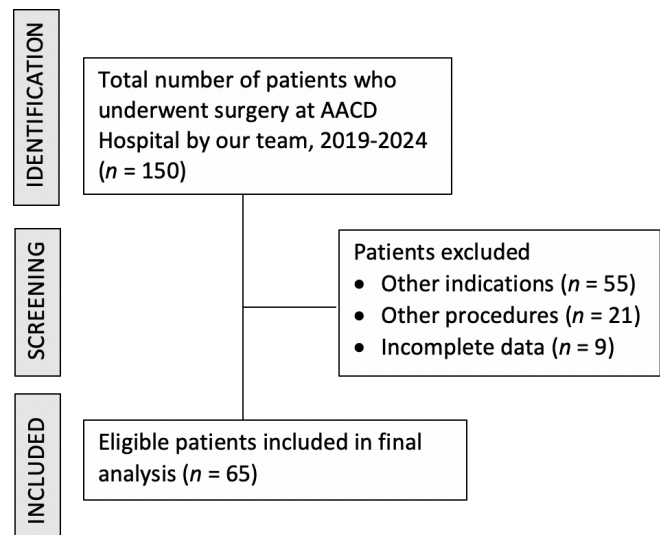 IDENTIFICATION
Total number of patients who
underwent surgery at AACD
Hospital by our team, 2019-2024
(n = 150)
SCREENING
Patients excluded
• Other indications (n = 55)
• Other procedures (n = 21)
• Incomplete data (n = 9)
INCLUDED
Eligible patients included in final
analysis (n = 65)